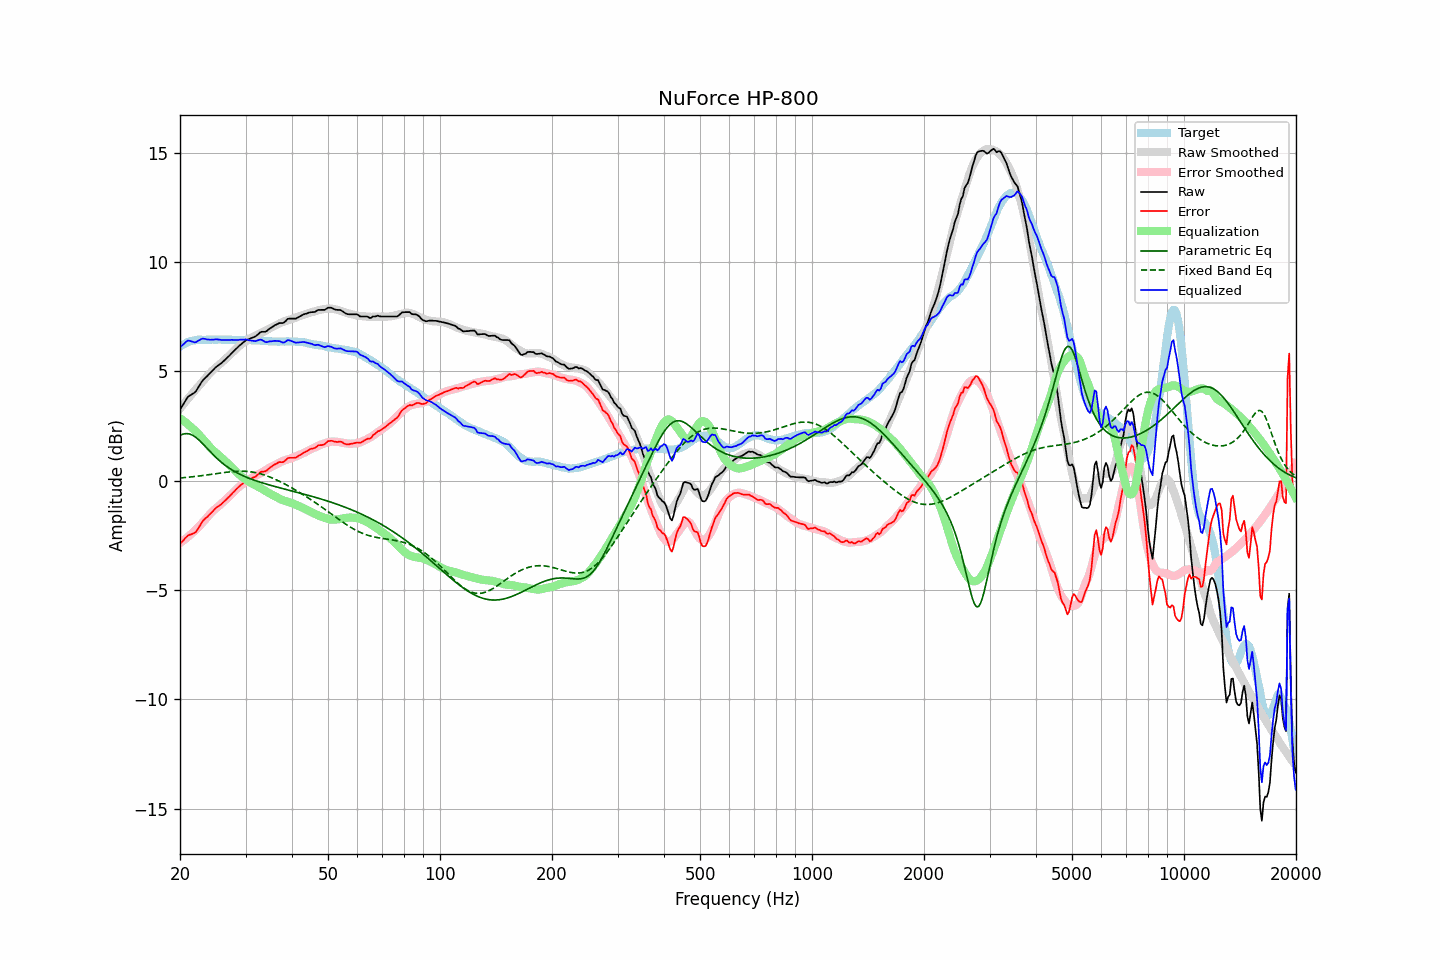 NuForce HP-800
15
10
5
0
−5
−10
−15
Amplitude (dBr)
20
50
100
200
500
1000
2000
5000
10000
20000
Frequency (Hz)
Target
Raw Smoothed
Error Smoothed
Raw
Error
Equalization
Parametric Eq
Fixed Band Eq
Equalized